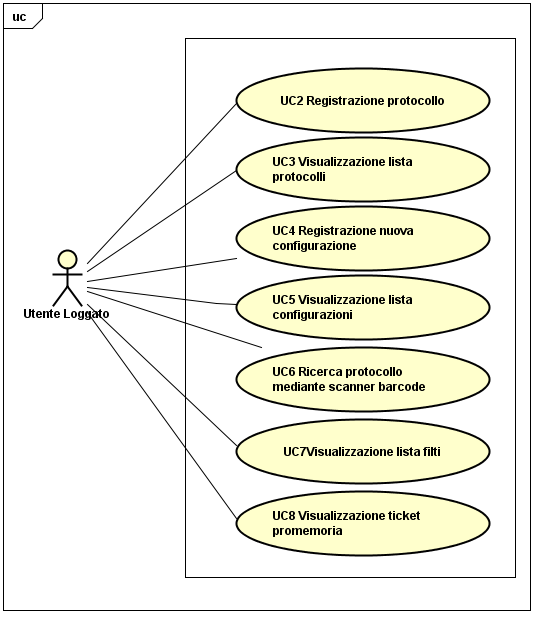 uc
UC2 Registrazione protocollo
UC3 Visualizzazione lista
protocolli
UC4 Registrazione nuova
configurazione
Utente Loggato
UC5 Visualizzazione lista
configurazioni
UC6 Ricerca protocollo
mediante scanner barcode
UC7Visualizzazione lista filti
UC8 Visualizzazione ticket
promemoria